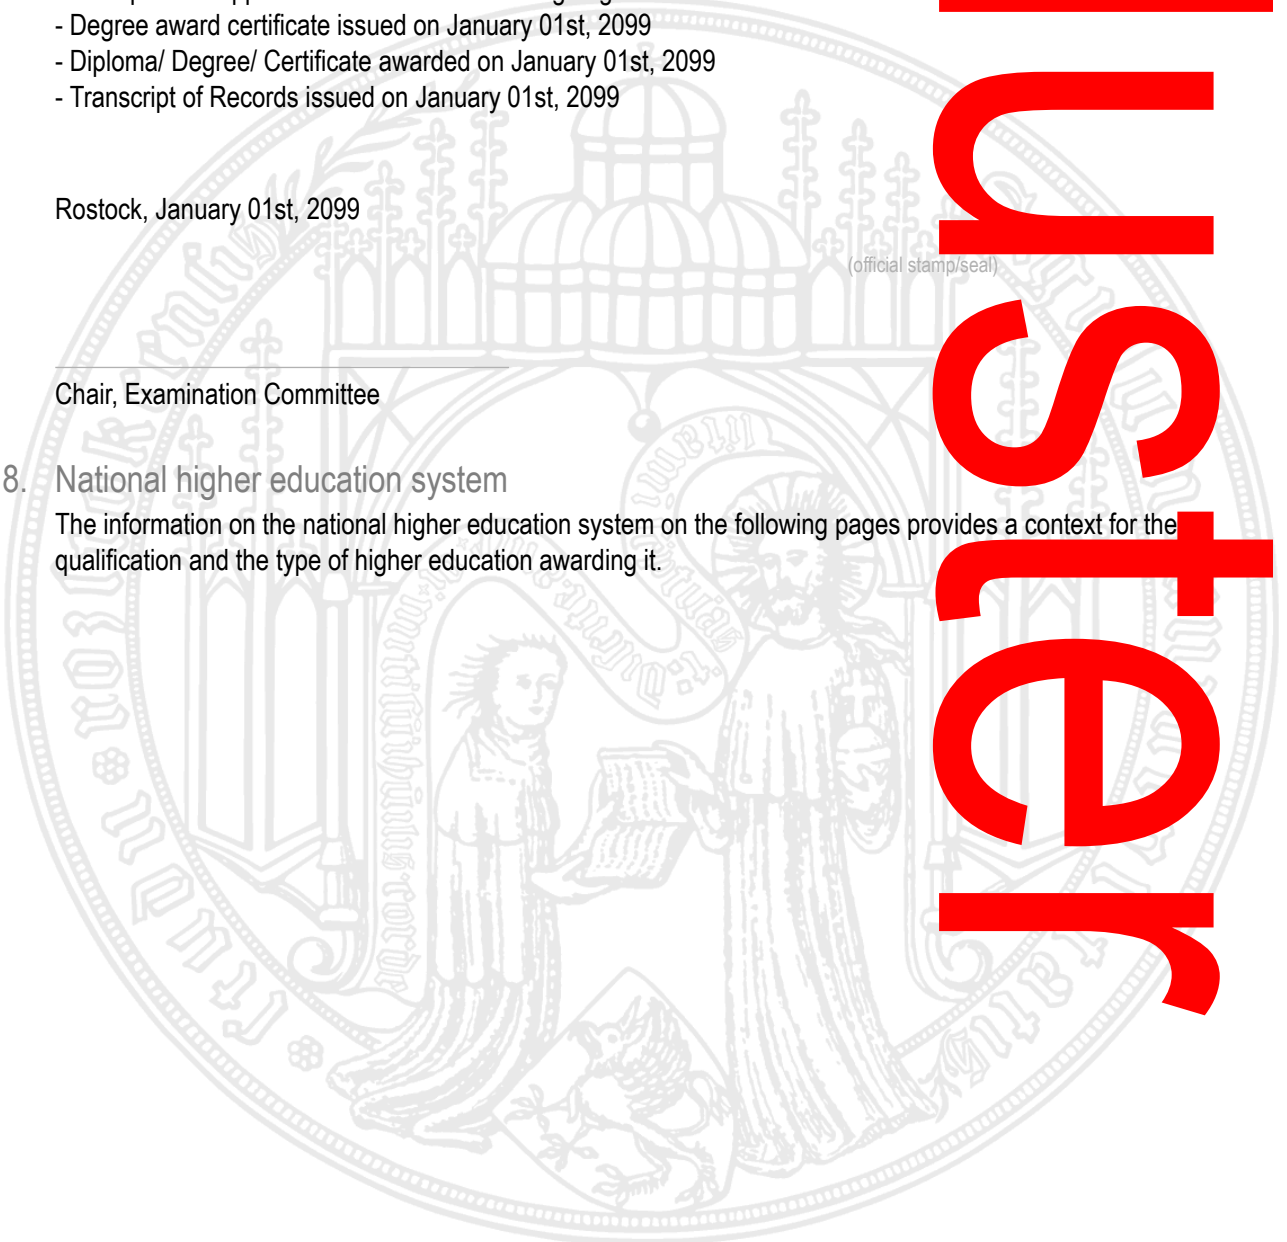 - Degree award certificate issued on January 01st, 2099
- Diploma/ Degree/ Certificate awarded on January 01st, 2099
- Transcript of Records issued on January 01st, 2099
Rostock, January 01st, 2099
(official stamp/seal)
Chair, Examination Committee
8. National higher education system
The information on the national higher education system on the following pages provides a context for the
qualification and the type of higher education awarding it.
uster